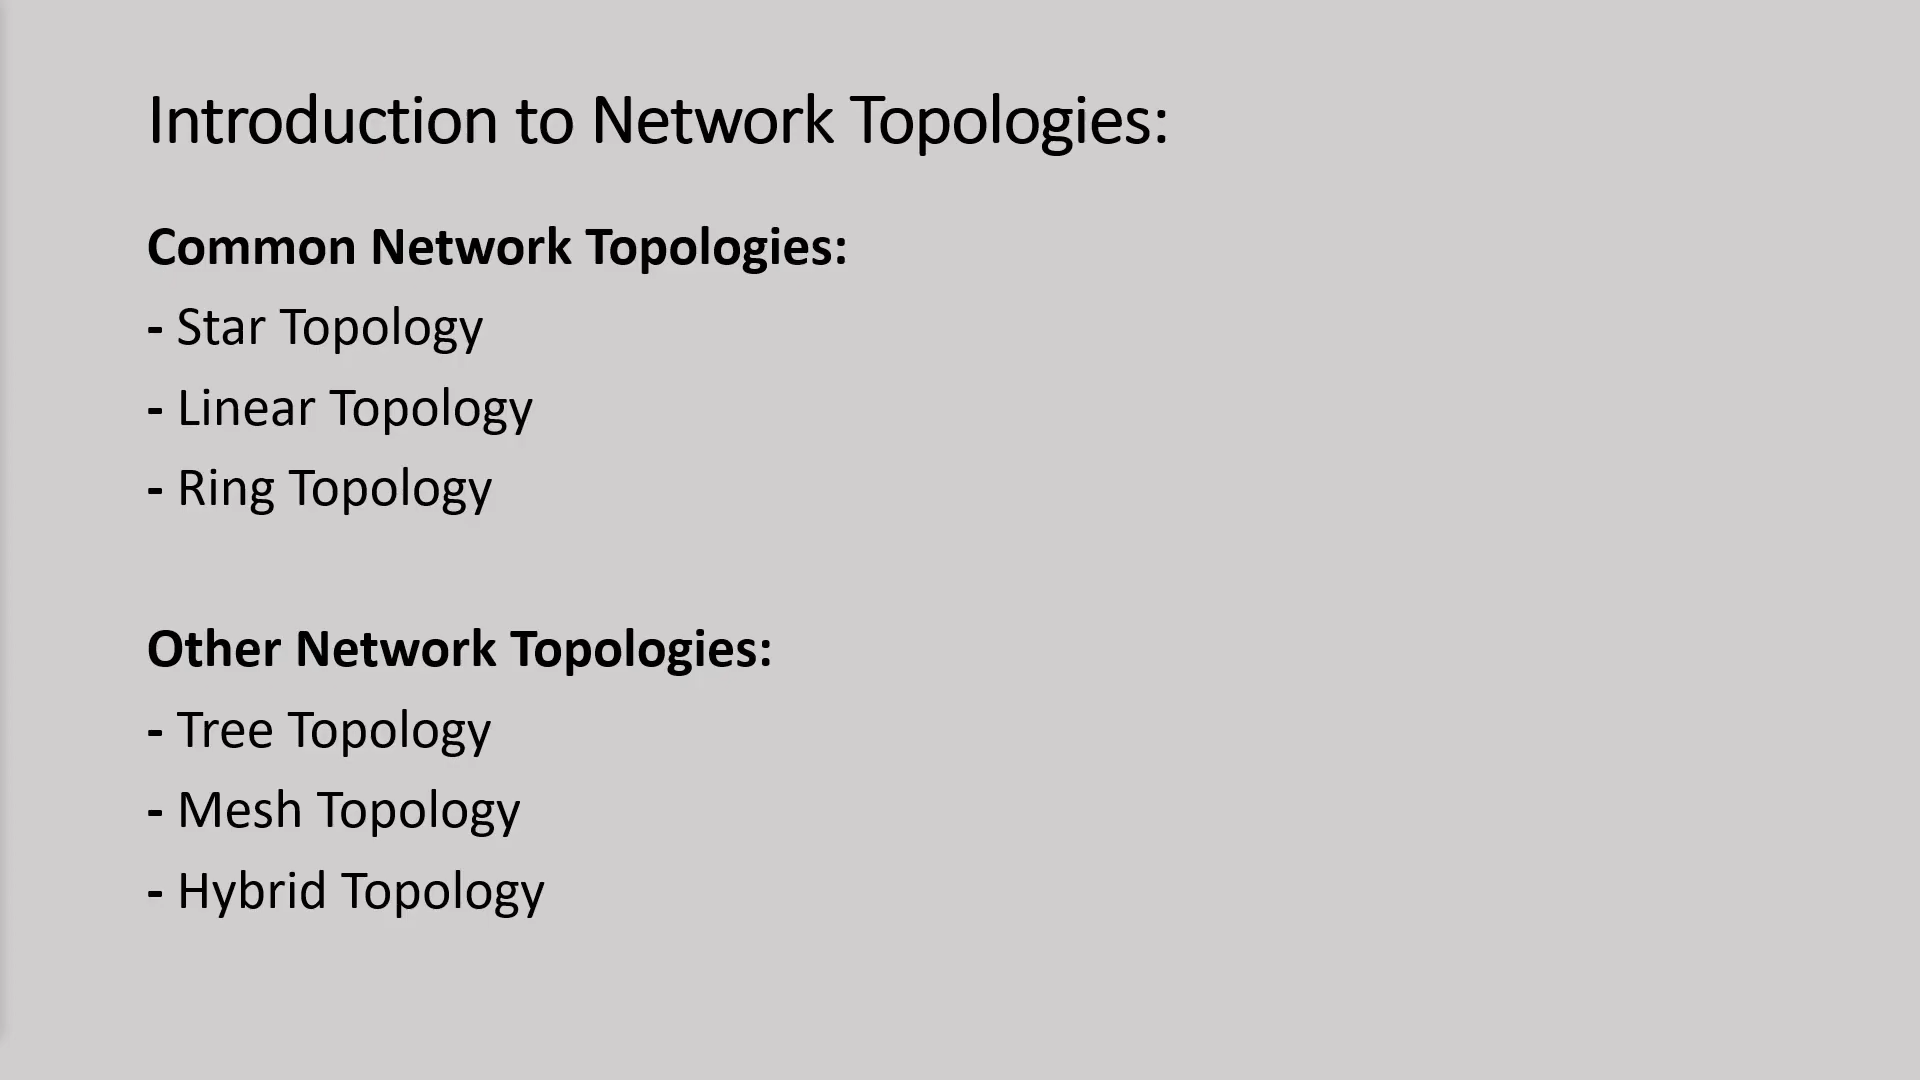 Introduction to Network Topologies:
Common Network Topologies:
- Star Topology
- Linear Topology
- Ring Topology
Other Network Topologies:
- Tree Topology
- Mesh Topology
- Hybrid Topology